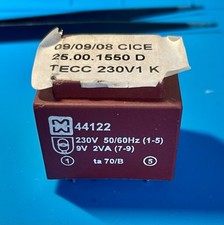 09/09/08 CICE
25.00.1550 D
TECC 230V1 K
44122
230V 50/60Hz (1-5)
9V 2VA (7-9)
1 ta 70/B 5